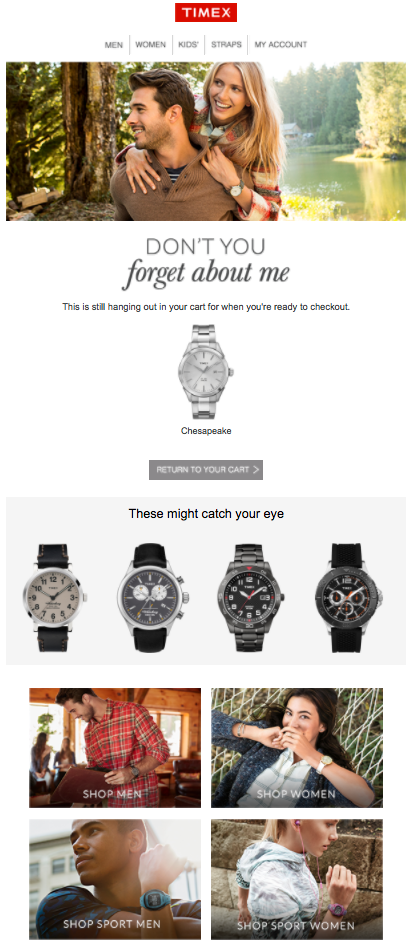 TIMEX
MEN
WOMEN
KIDS'
STRAPS
MY ACCOUNT
DON'T YOU
forget about me
This is still hanging out in your cart for when you're ready to checkout.
Chesapeake
RETURN TO YOUR CART >
These might catch your eye
SHOP MEN
SHOP WOMEN
SHOP SPORT MEN
SHOP SPORT WOMEN